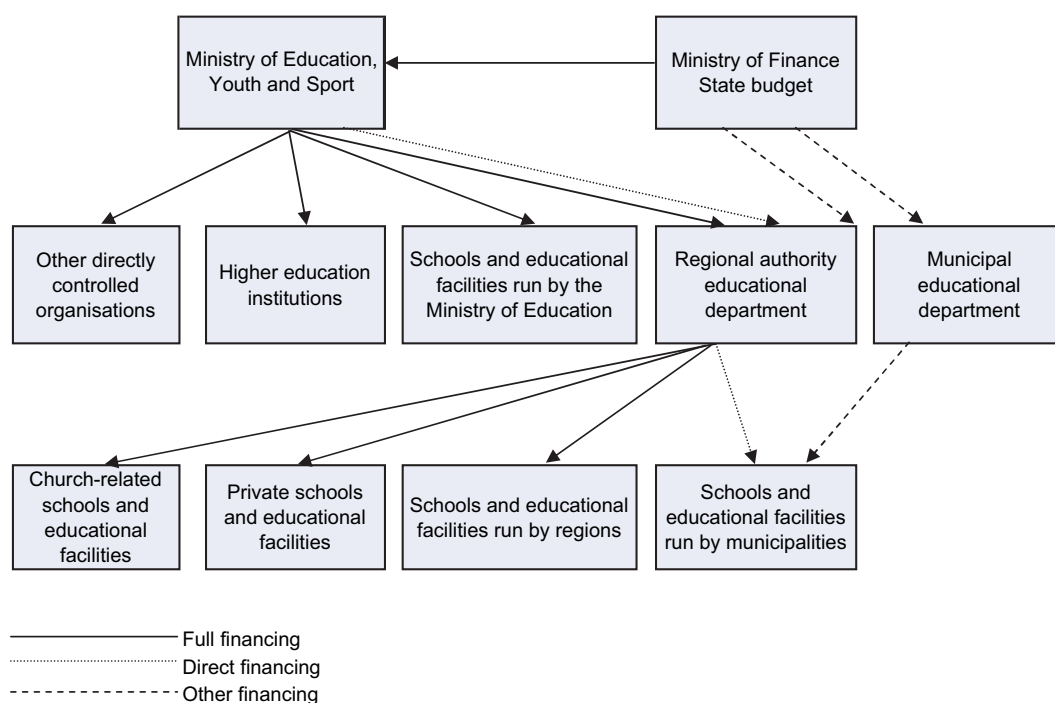 Ministry of Education,
Youth and Sport
Ministry of Finance
State budget
Other directly
controlled
organisations
Higher education
institutions
Schools and educational
facilities run by the
Ministry of Education
Regional authority
educational
department
Municipal
educational
department
Church-related
schools and
educational
facilities
Private schools
and educational
facilities
Schools and educational
facilities run by regions
Schools and
educational facilities
run by municipalities
Full financing
Direct financing
Other financing